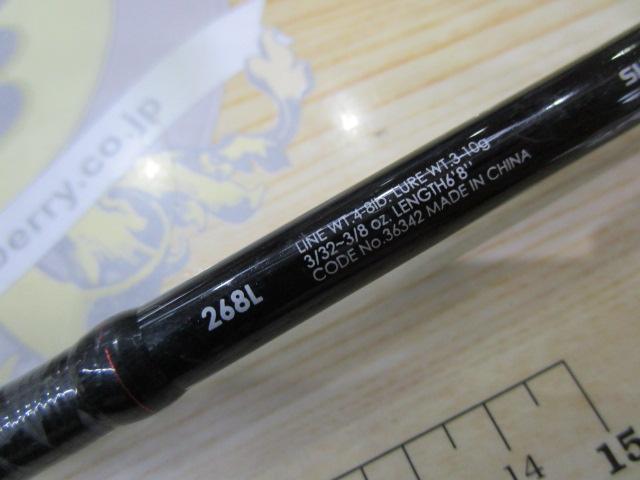 LINE WT.4-8lb. LURE WT.3-10g
3/32~3/8 oz. LENGTH6'8"
CODE No.36342 MADE IN CHINA
268L
berry.co.jp
14
15